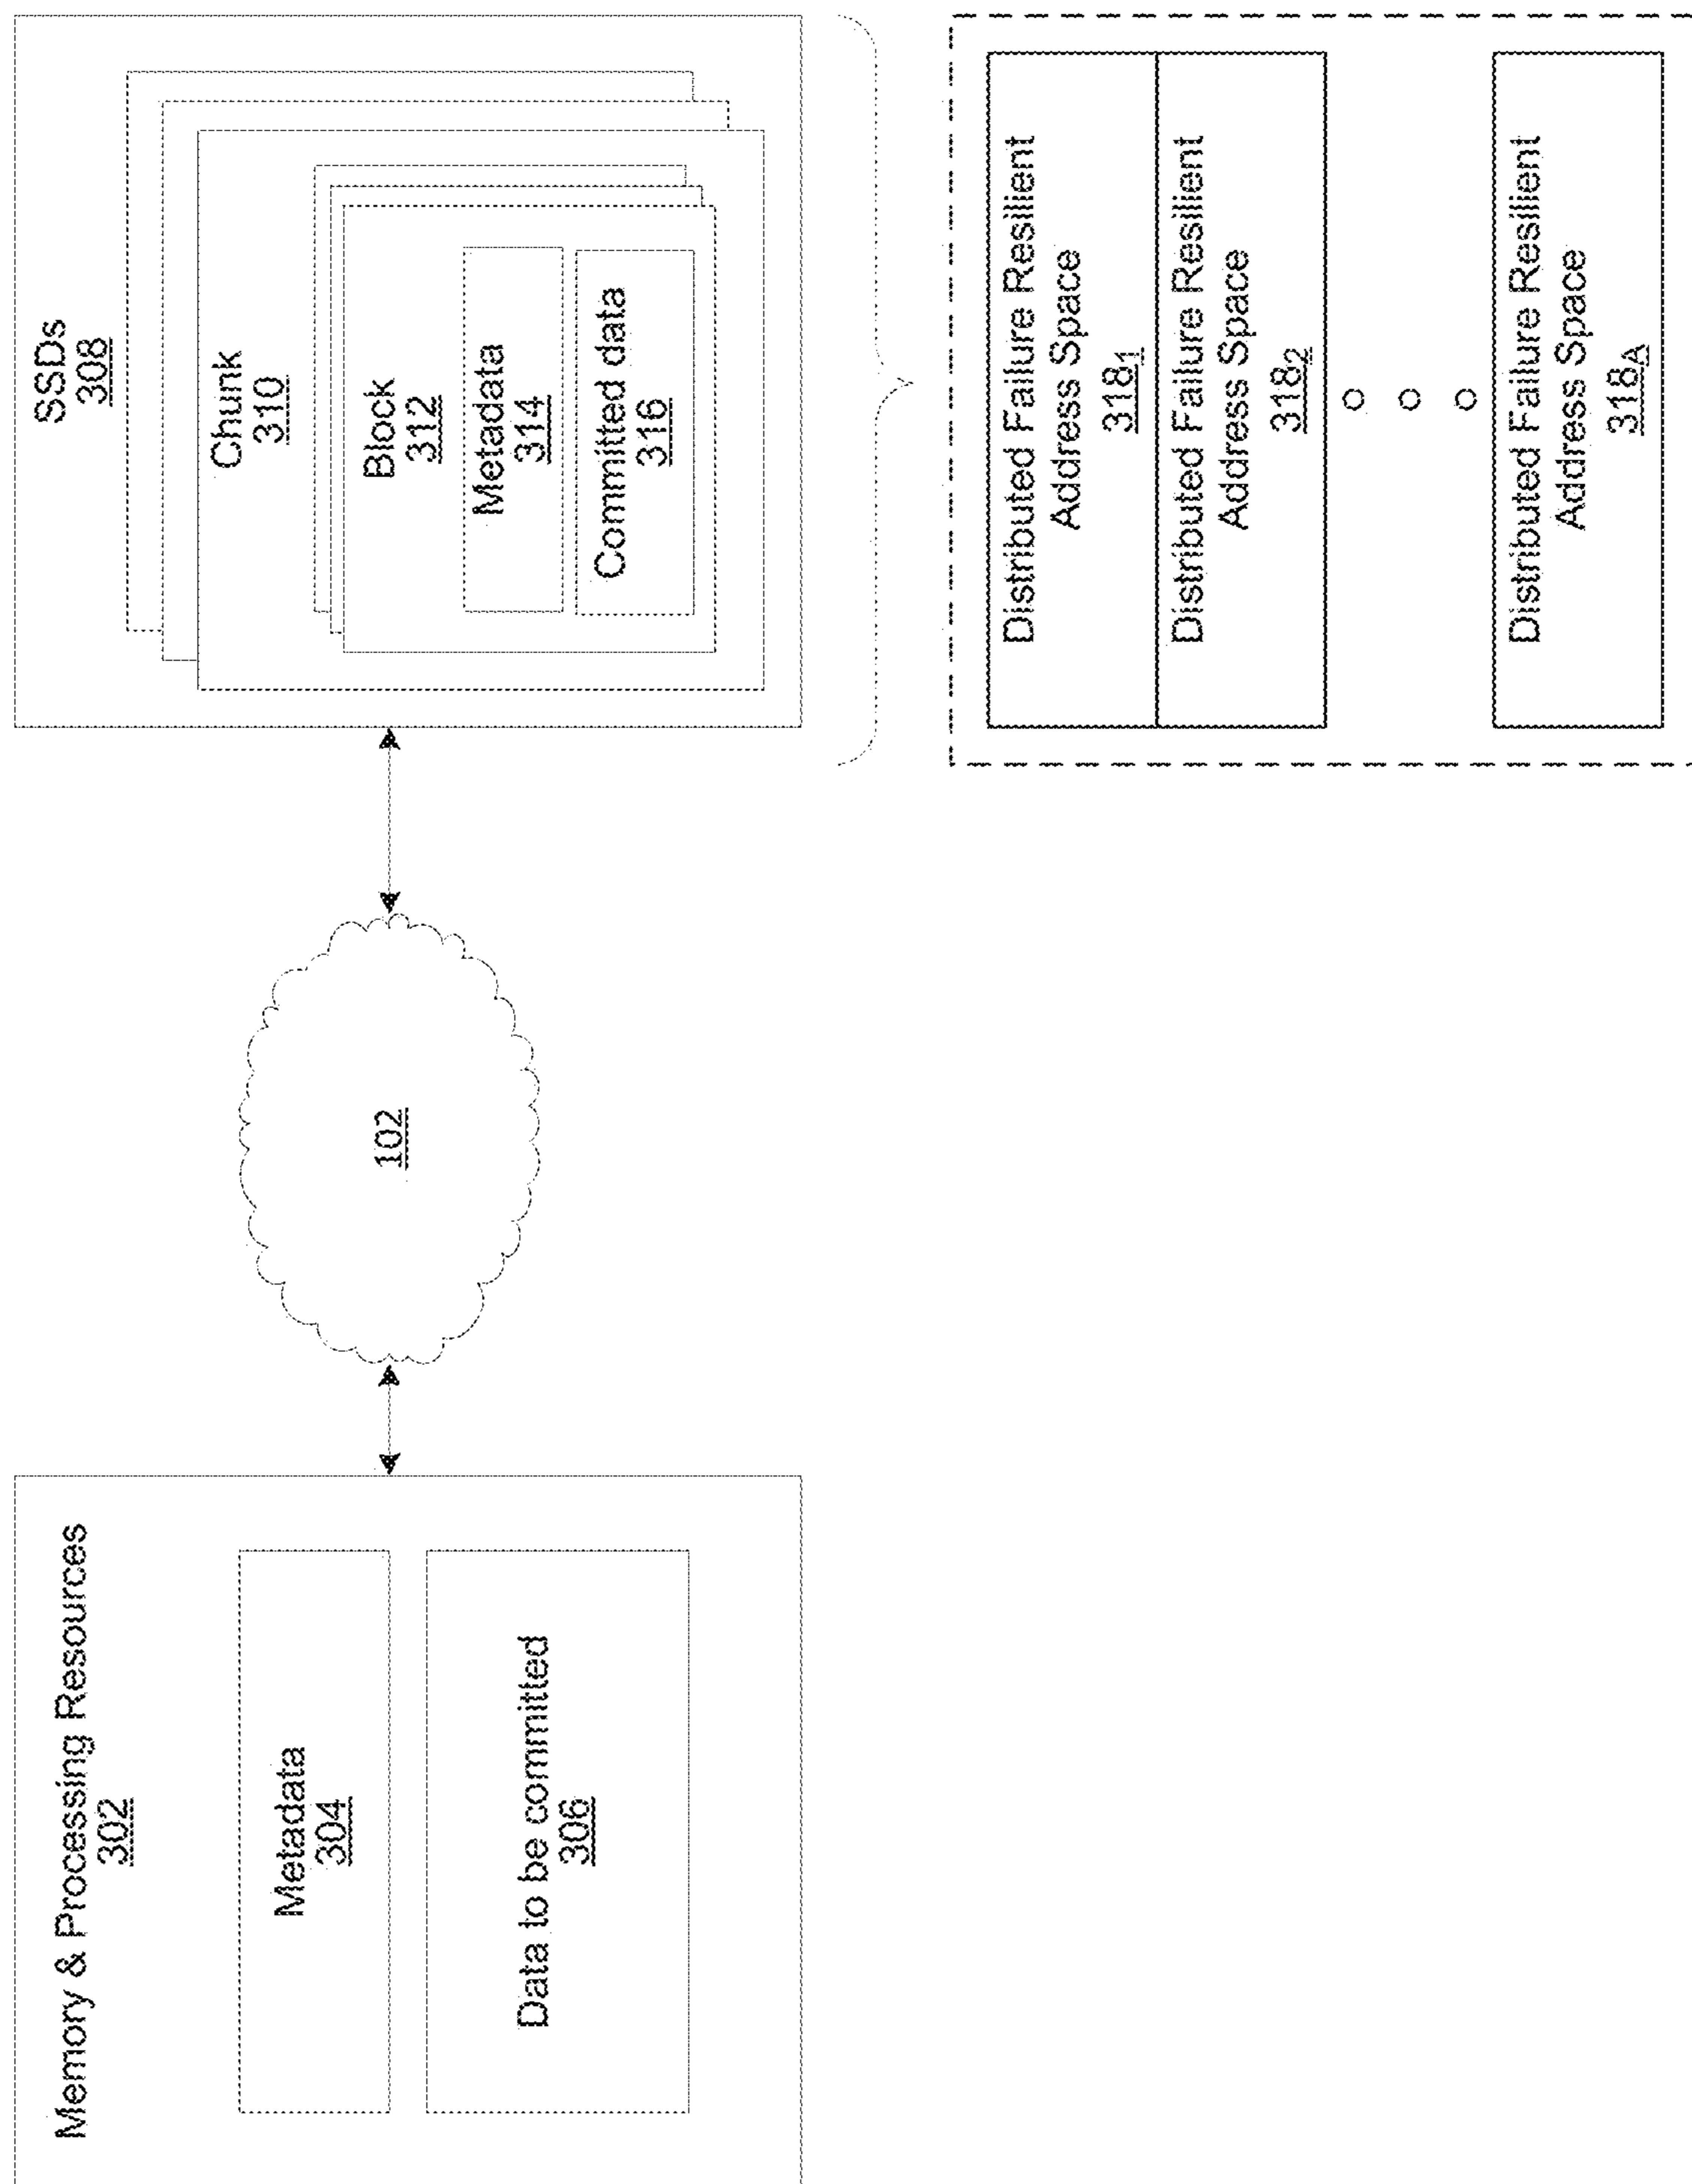 Memory & Processing Resources
302
Metadata
304
Data to be committed
306
102
SSDs
308
Chunk
310
Block
312
Metadata
314
Committed data
316
Distributed Failure Resilient
Address Space
318₁
Distributed Failure Resilient
Address Space
318₂
Distributed Failure Resilient
Address Space
318A